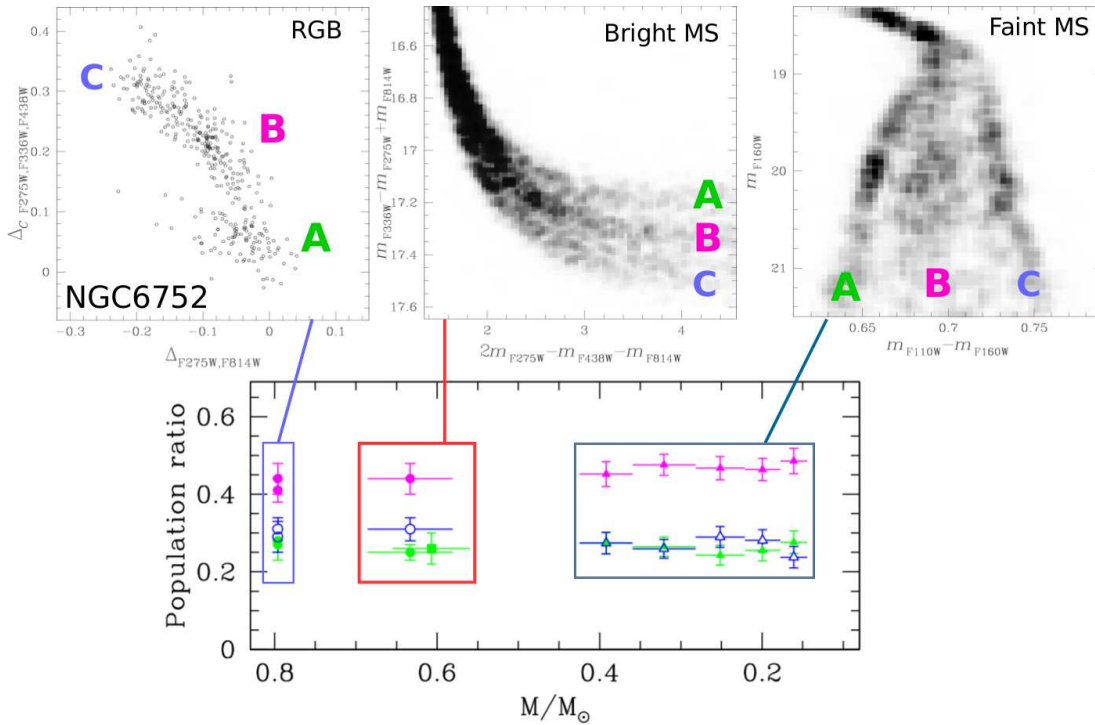 RGB
C
B
A
NGC6752
0.4
0.3
0.2
0.1
0
−0.3
−0.2
−0.1
0
0.1
Δ_C F275W,F336W,F438W
Δ_F275W,F814W
Bright MS
A
B
C
16.6
16.8
17
17.2
17.4
17.6
2
3
4
m_F336W−m_F275W+m_F814W
2m_F275W−m_F438W−m_F814W
Faint MS
A
B
C
19
20
21
0.65
0.7
0.75
m_F160W
m_F110W−m_F160W
Population ratio
0.6
0.4
0.2
0
0.8
0.6
0.4
0.2
M/M⊙